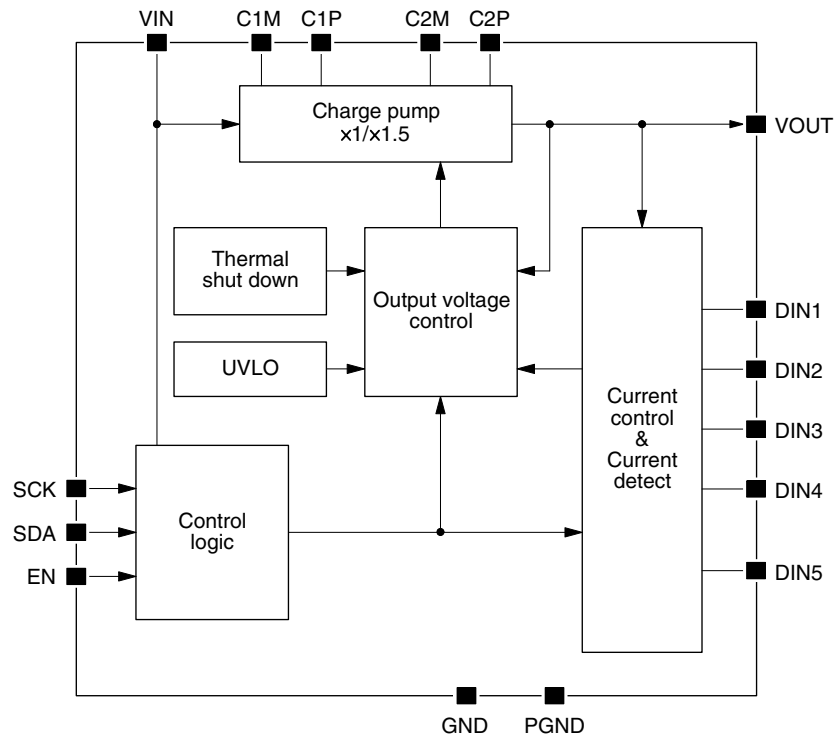 VIN
C1M
C1P
C2M
C2P
Charge pump
×1/×1.5
VOUT
Thermal
shut down
Output voltage
control
UVLO
DIN1
DIN2
DIN3
DIN4
DIN5
Current
control
&
Current
detect
SCK
SDA
EN
Control
logic
GND
PGND